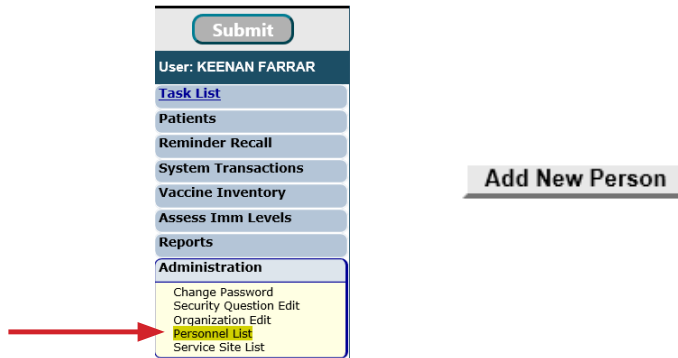 Submit
User: KEENAN FARRAR
Task List
Patients
Reminder Recall
System Transactions
Vaccine Inventory
Assess Imm Levels
Reports
Administration
Change Password
Security Question Edit
Organization Edit
Personnel List
Service Site List
Add New Person